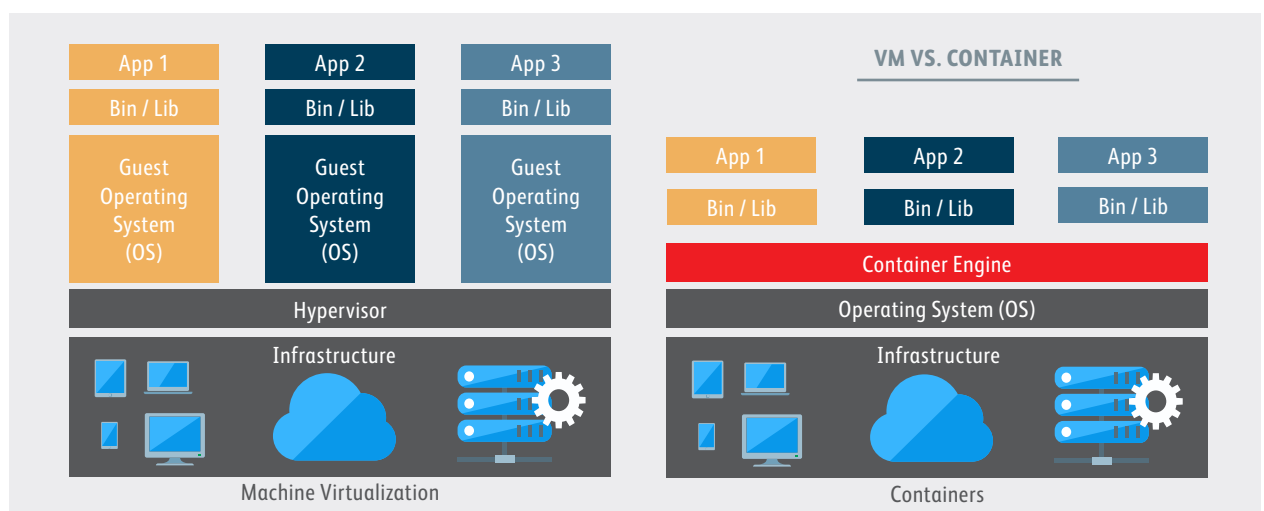 VM VS. CONTAINER
App 1
App 2
App 3
Bin / Lib
Bin / Lib
Bin / Lib
Guest
Operating
System
(OS)
Guest
Operating
System
(OS)
Guest
Operating
System
(OS)
Hypervisor
Infrastructure
Machine Virtualization
App 1
App 2
App 3
Bin / Lib
Bin / Lib
Bin / Lib
Container Engine
Operating System (OS)
Infrastructure
Containers